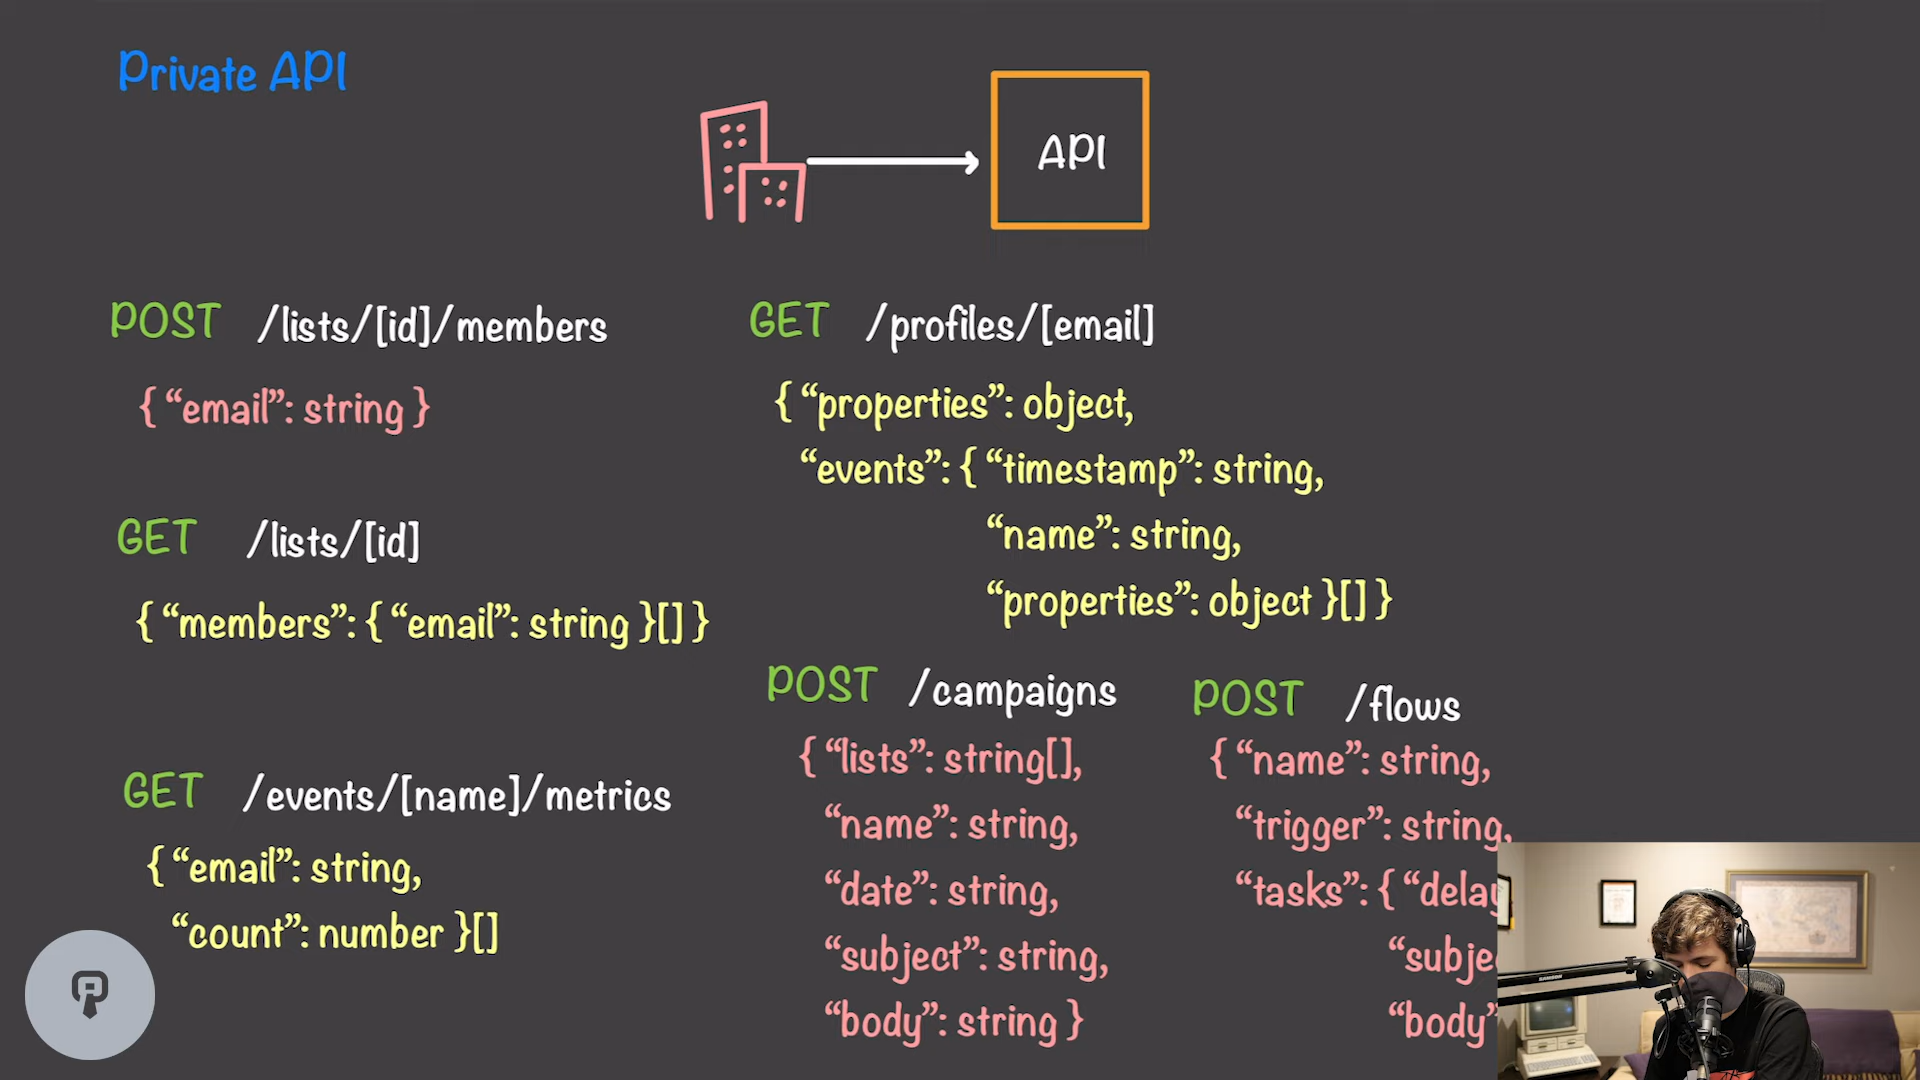 Private API
API
POST /lists/[id]/members
{ “email”: string }
GET /lists/[id]
{ “members”: { “email”: string }[] }
GET /events/[name]/metrics
{ “email”: string,
“count”: number }[]
GET /profiles/[email]
{ “properties”: object,
“events”: { “timestamp”: string,
“name”: string,
“properties”: object }[] }
POST /campaigns
{ “lists”: string[],
“name”: string,
“date”: string,
“subject”: string,
“body”: string }
POST /flows
{ “name”: string,
“trigger”: string,
“tasks”: { “delay
“subje
“body”